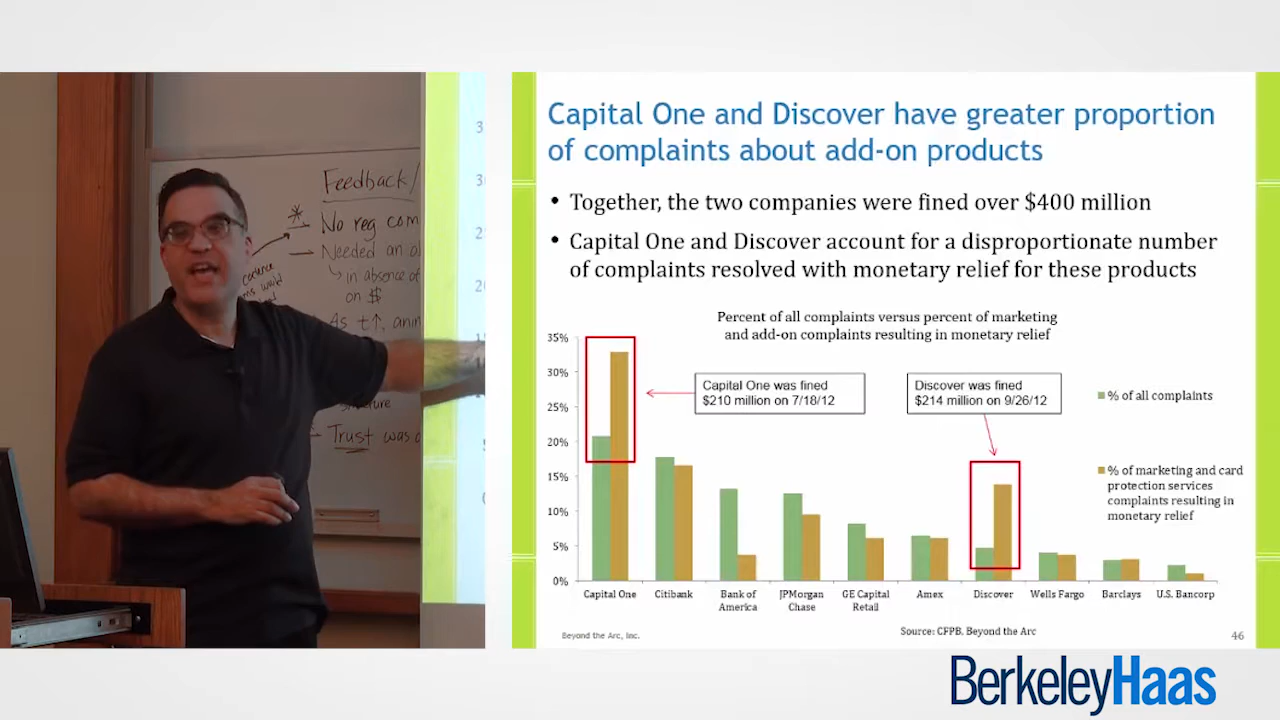 Feedback/
No reg com
Needed an
in absence of
on $$
As t↑, anin
structure
Trust was
Capital One and Discover have greater proportion
of complaints about add-on products
• Together, the two companies were fined over $400 million
• Capital One and Discover account for a disproportionate number
of complaints resolved with monetary relief for these products
Percent of all complaints versus percent of marketing
and add-on complaints resulting in monetary relief
35%
30%
25%
20%
15%
10%
5%
0%
Capital One was fined
$210 million on 7/18/12
Discover was fined
$214 million on 9/26/12
% of all complaints
% of marketing and card
protection services
complaints resulting in
monetary relief
Capital One
Citibank
Bank of
America
JPMorgan
Chase
GE Capital
Retail
Amex
Discover
Wells Fargo
Barclays
U.S. Bancorp
Beyond the Arc, Inc.
Source: CFPB, Beyond the Arc
46
BerkeleyHaas